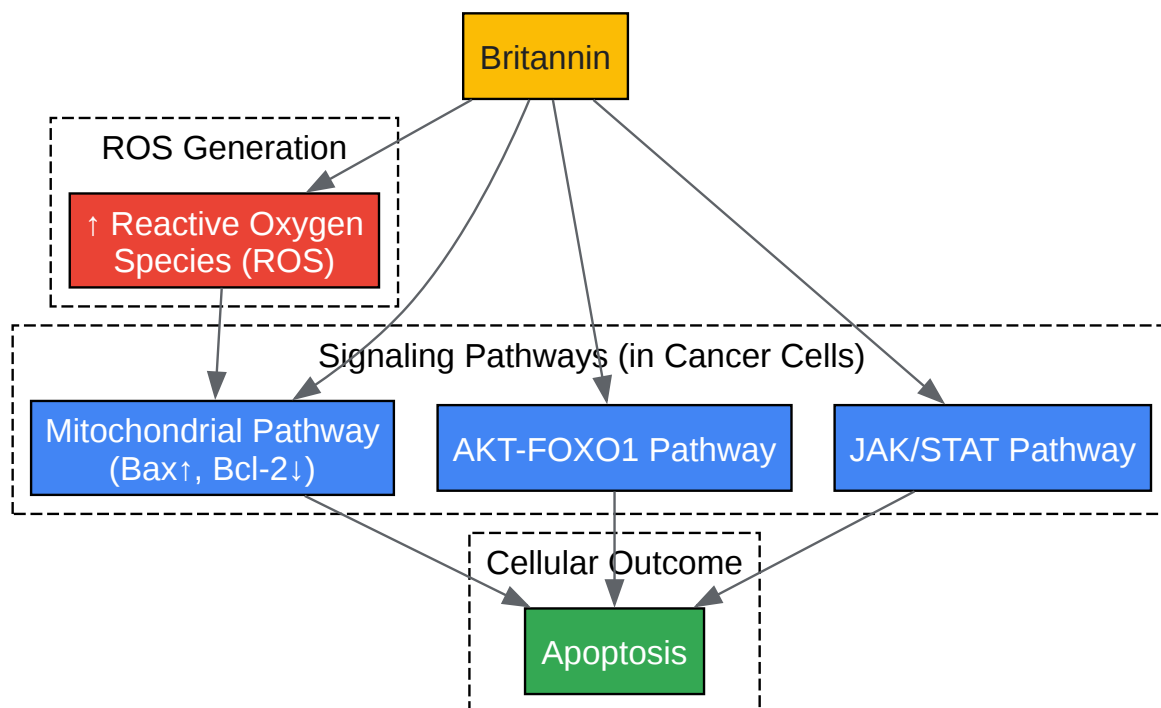 Britannin
ROS Generation
↑ Reactive Oxygen
Species (ROS)
Signaling Pathways (in Cancer Cells)
Mitochondrial Pathway
(Bax↑, Bcl-2↓)
AKT-FOXO1 Pathway
JAK/STAT Pathway
Cellular Outcome
Apoptosis